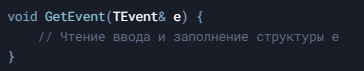 void GetEvent(TEvent& e) {
    // Чтение ввода и заполнение структуры e
}